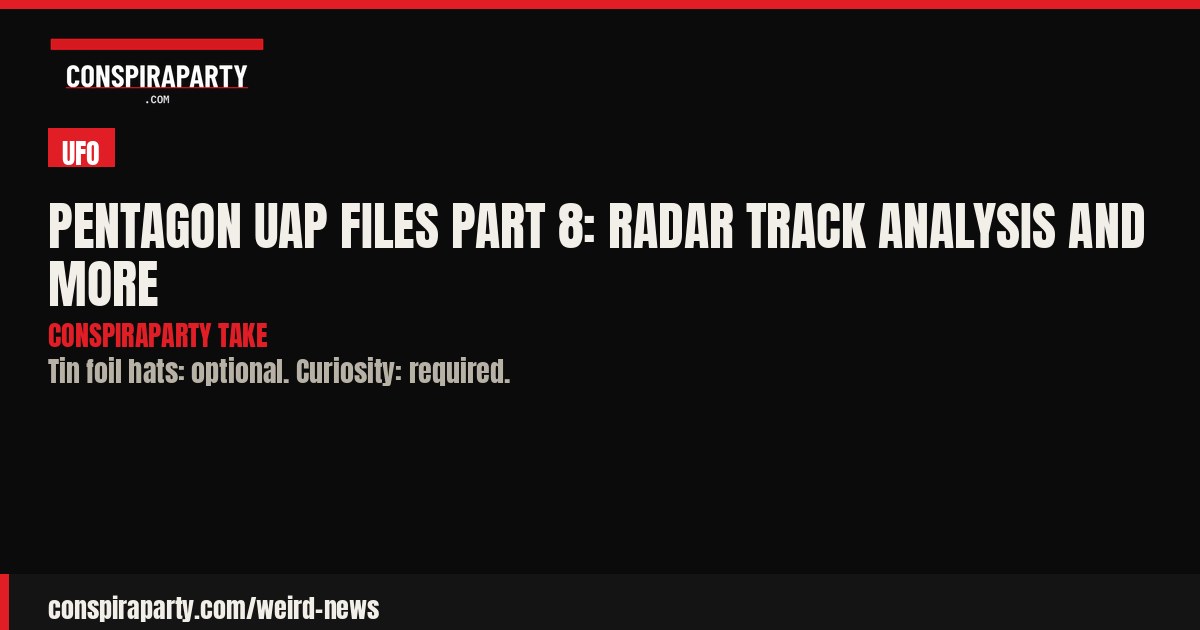 CONSPIRAPARTY
.COM
UFO
PENTAGON UAP FILES PART 8: RADAR TRACK ANALYSIS AND
MORE
CONSPIRAPARTY TAKE
Tin foil hats: optional. Curiosity: required.
conspiraparty.com/weird-news